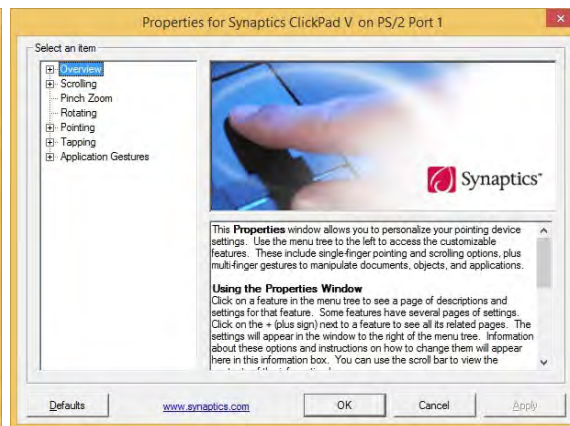 Properties for Synaptics ClickPad V on PS/2 Port 1
Select an item
Overview
Scrolling
Pinch Zoom
Rotating
Pointing
Tapping
Application Gestures
Synaptics
This Properties window allows you to personalize your pointing device
settings. Use the menu tree to the left to access the customizable
features. These include single-finger pointing and scrolling options, plus
multi-finger gestures to manipulate documents, objects, and applications.
Using the Properties Window
Click on a feature in the menu tree to see a page of descriptions and
settings for that feature. Some features have several pages of settings.
Click on the + (plus sign) next to a feature to see all its related pages. The
settings will appear in the window to the right of the menu tree. Information
about these options and instructions on how to change them will appear
here in this information box. You can use the scroll bar to view the
Defaults
www.synaptics.com
OK
Cancel
Apply